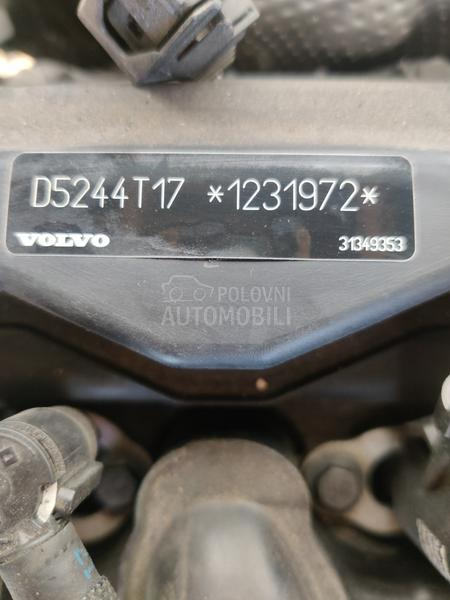 D5244T17 *1231972*
VOLVO 31349353
POLOVNI
AUTOMOBILI